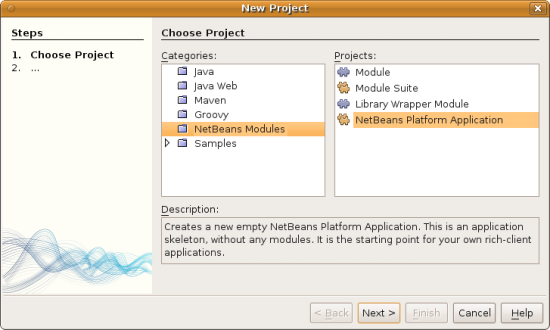 New Project
Steps
1. Choose Project
2. ...
Choose Project
Categories:
Java
Java Web
Maven
Groovy
NetBeans Modules
Samples
Projects:
Module
Module Suite
Library Wrapper Module
NetBeans Platform Application
Description:
Creates a new empty NetBeans Platform Application. This is an application
skeleton, without any modules. It is the starting point for your own rich-client
applications.
< Back
Next >
Finish
Cancel
Help